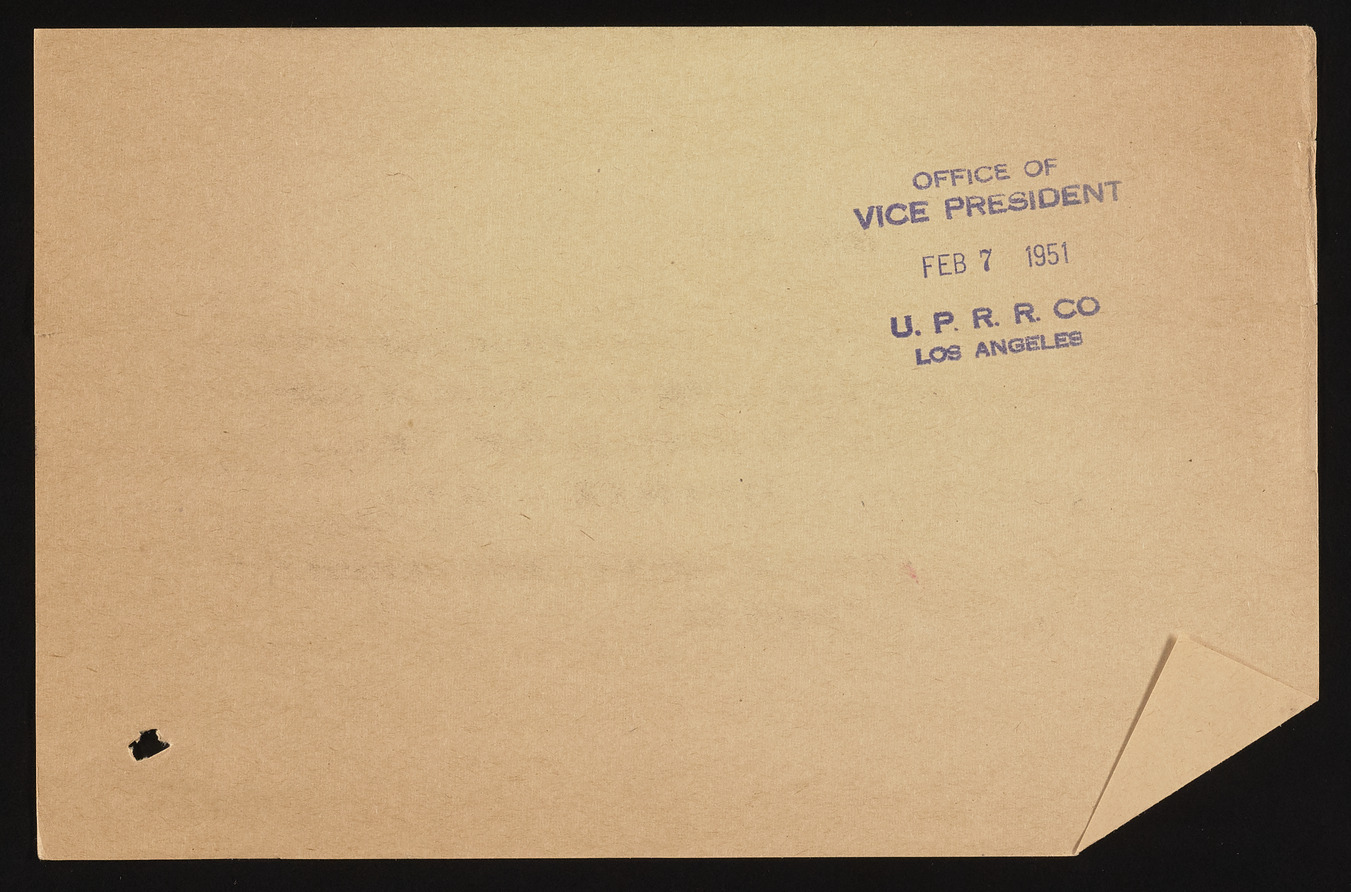 OFFICE OF
VICE PRESIDENT
FEB 7 1951
U. P. R. R. CO
LOS ANGELES